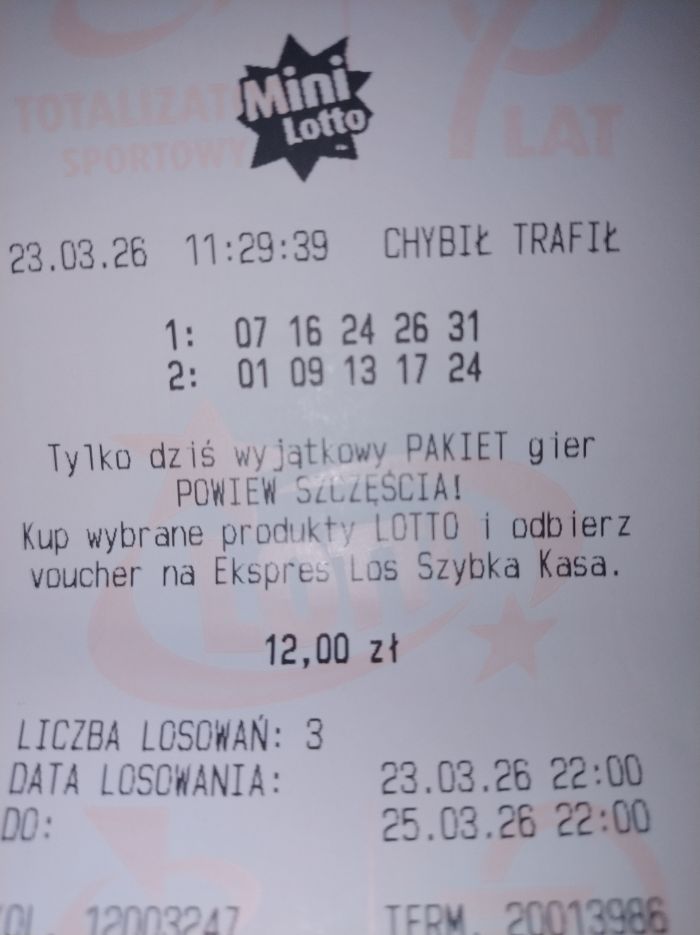 TOTALIZATOR
SPORTOWY
Mini
Lotto
LAT
23.03.26 11:29:39 CHYBIŁ TRAFIŁ
1: 07 16 24 26 31
2: 01 09 13 17 24
Tylko dziś wyjątkowy PAKIET gier
POWIEW SZCZĘŚCIA!
Kup wybrane produkty LOTTO i odbierz
voucher na Ekspres Los Szybka Kasa.
12,00 zł
LICZBA LOSOWAŃ: 3
DATA LOSOWANIA: 23.03.26 22:00
DO: 25.03.26 22:00
KOL. 12003247 TERM. 20013986